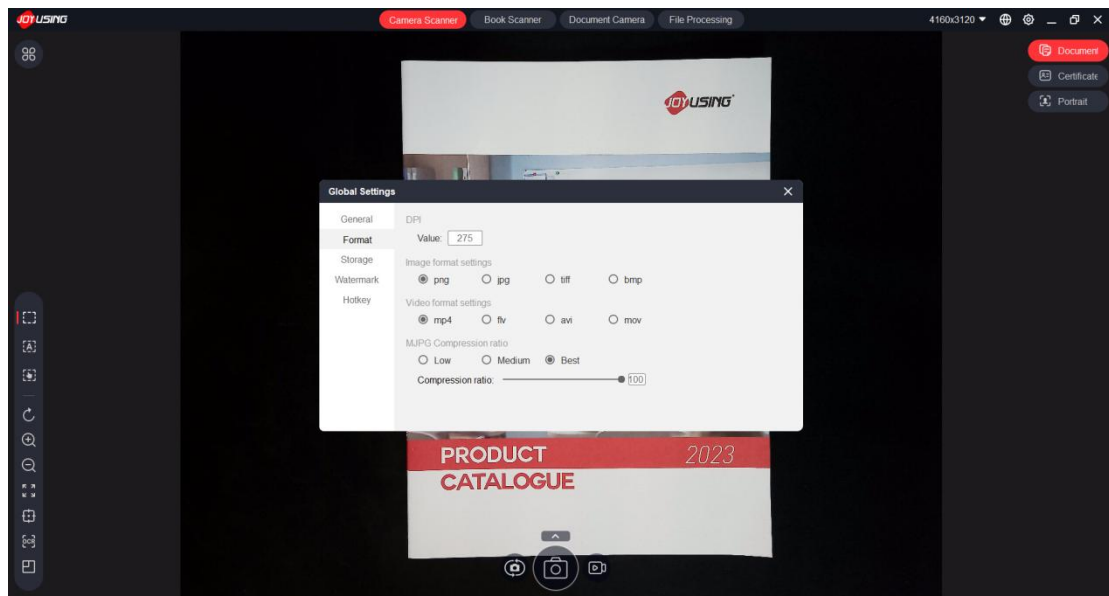 JOYUSING
Camera Scanner Book Scanner Document Camera File Processing
4160x3120
Document
Certificate
Portrait
JOYUSING
Global Settings
General
Format
Storage
Watermark
Hotkey
DPI
Value: 275
Image format settings
png jpg tiff bmp
Video format settings
mp4 flv avi mov
MJPG Compression ratio
Low Medium Best
Compression ratio: 100
A
OCR
PRODUCT 2023
CATALOGUE